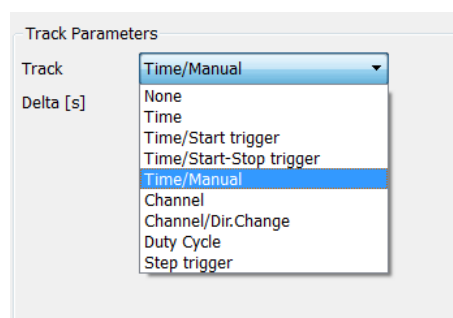 Track Parameters
Track
Time/Manual
Delta [s]
None
Time
Time/Start trigger
Time/Start-Stop trigger
Time/Manual
Channel
Channel/Dir.Change
Duty Cycle
Step trigger